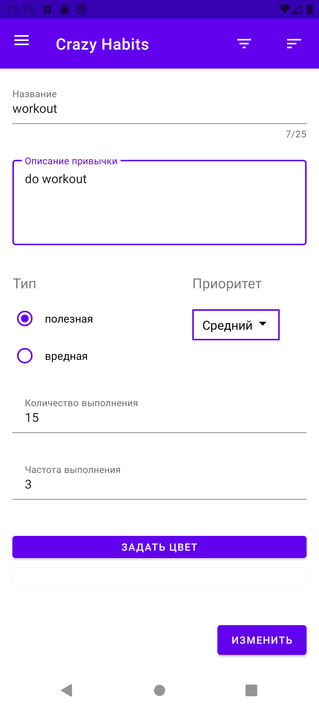 11:13
Crazy Habits
Название
workout
7/25
Описание привычки
do workout
Тип
Приоритет
полезная
Средний
вредная
Количество выполнения
15
Частота выполнения
3
ЗАДАТЬ ЦВЕТ
ИЗМЕНИТЬ